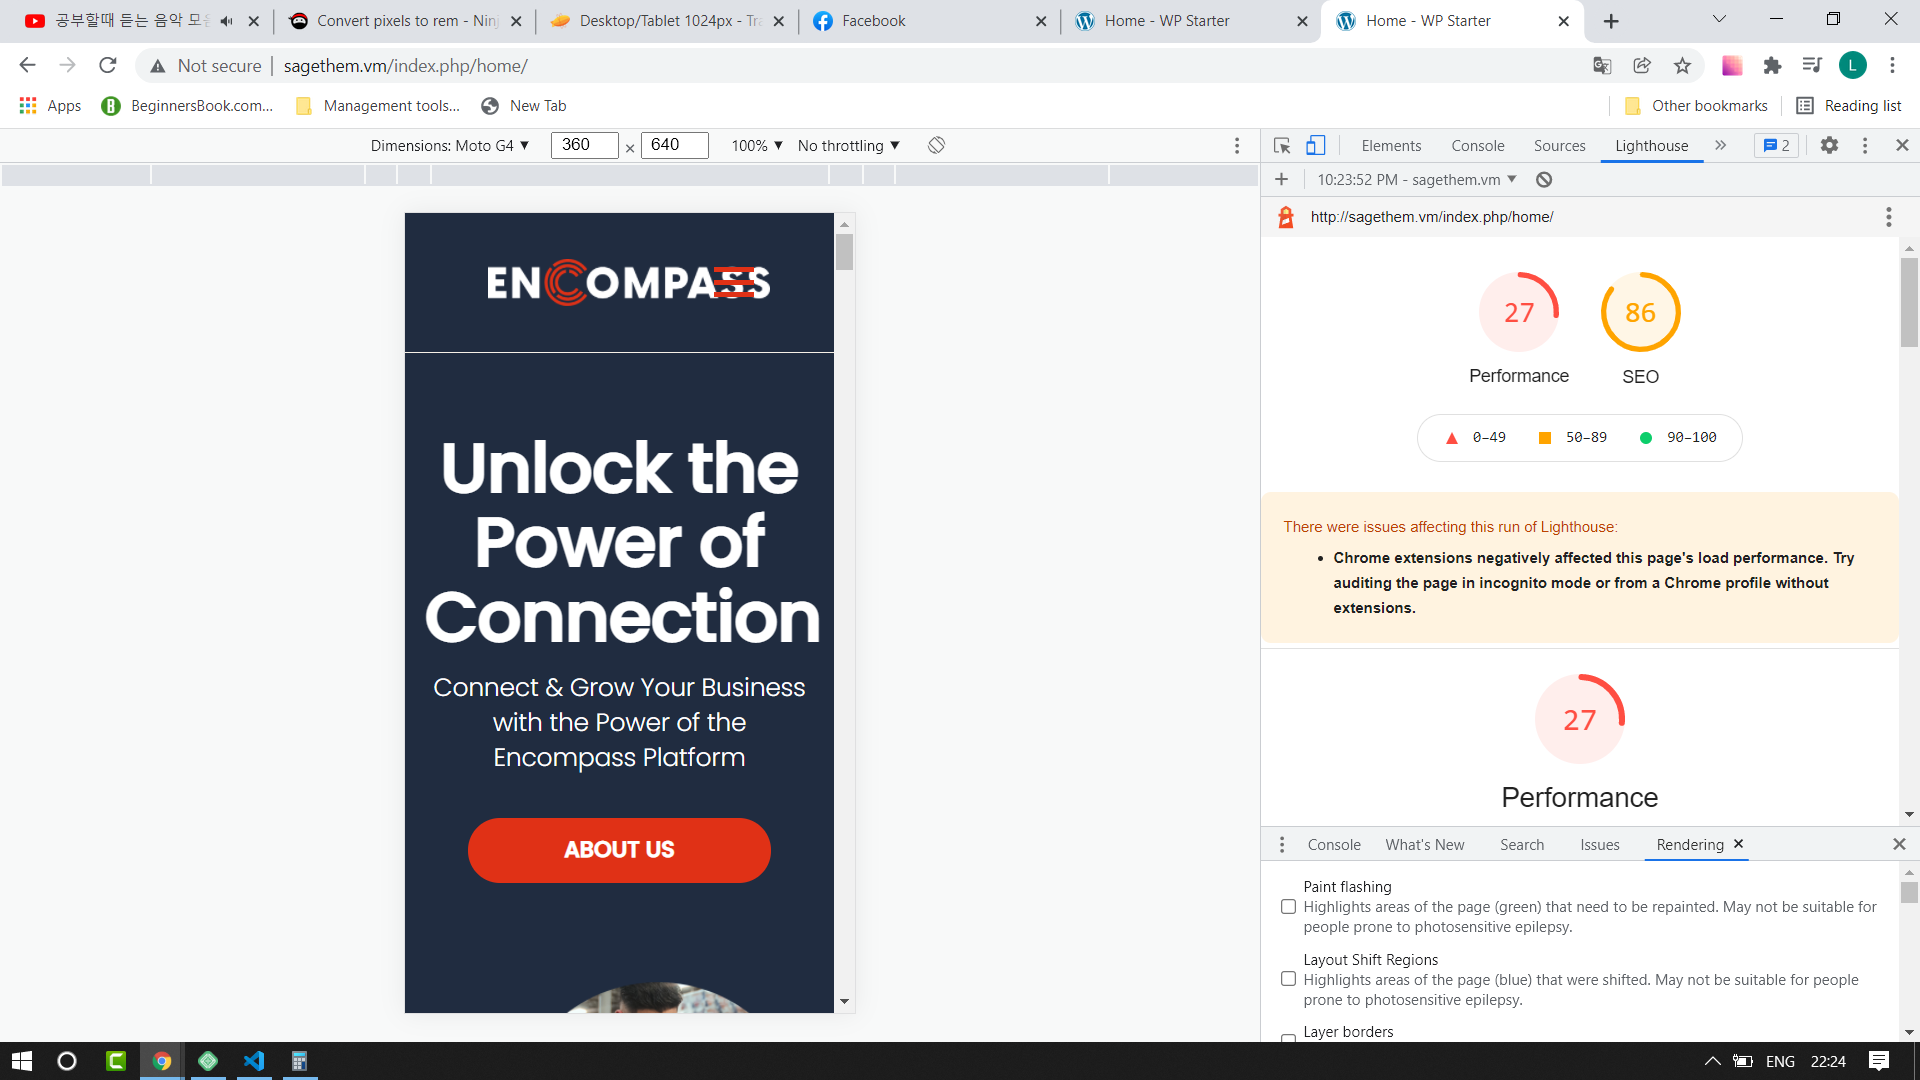 공부할때 듣는 음악 모음
Convert pixels to rem - Ninj
Desktop/Tablet 1024px - Tra
Facebook
Home - WP Starter
Home - WP Starter
Not secure
sagethem.vm/index.php/home/
L
Apps
BeginnersBook.com...
Management tools...
New Tab
Other bookmarks
Reading list
Dimensions: Moto G4 ▼
360 × 640
100% ▼
No throttling ▼
Elements
Console
Sources
Lighthouse
»
2
10:23:52 PM - sagethem.vm ▼
http://sagethem.vm/index.php/home/
ENCOMPASS
Unlock the
Power of
Connection
Connect & Grow Your Business
with the Power of the
Encompass Platform
ABOUT US
27
86
Performance
SEO
0–49
50–89
90–100
There were issues affecting this run of Lighthouse:
• Chrome extensions negatively affected this page's load performance. Try
auditing the page in incognito mode or from a Chrome profile without
extensions.
27
Performance
Console
What's New
Search
Issues
Rendering
Paint flashing
Highlights areas of the page (green) that need to be repainted. May not be suitable for
people prone to photosensitive epilepsy.
Layout Shift Regions
Highlights areas of the page (blue) that were shifted. May not be suitable for people
prone to photosensitive epilepsy.
Layer borders
ENG
22:24